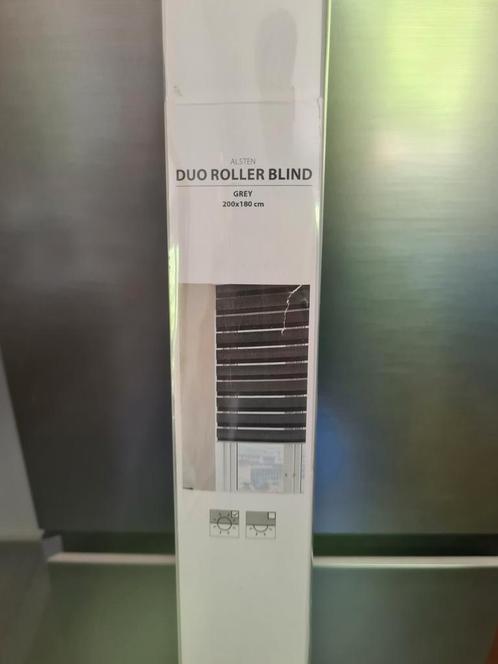 ALSTEN
DUO ROLLER BLIND
GREY
200x180 cm